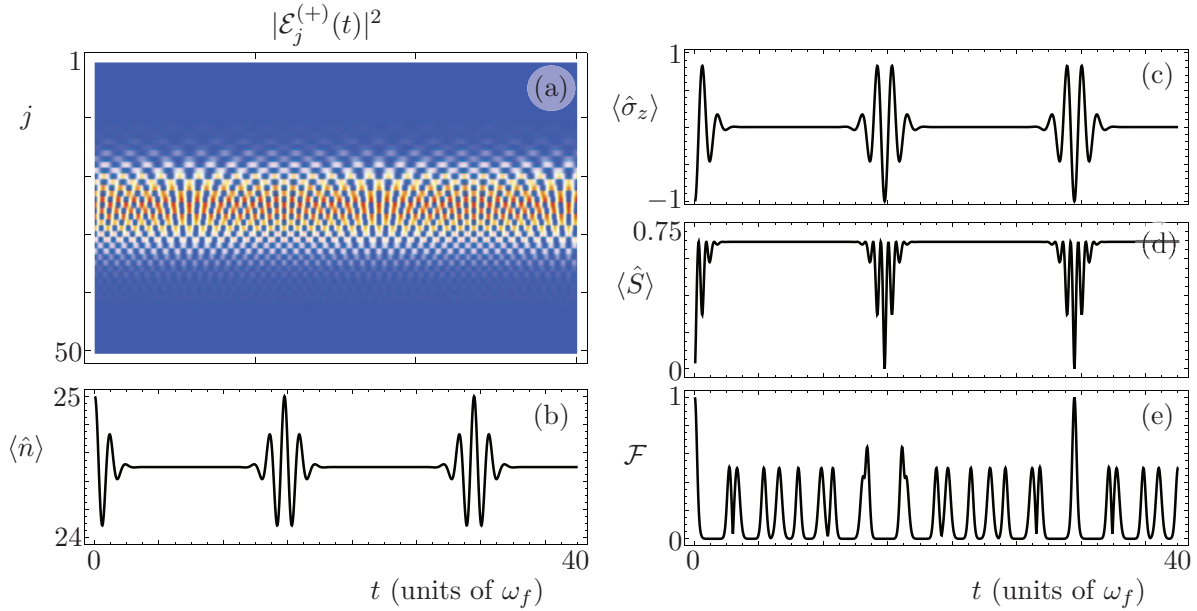 |ℰ_j^(+)(t)|²
1
j
50
(a)
25
⟨n̂⟩
24
(b)
0
40
t (units of ω_f)
1
⟨σ̂_z⟩
−1
(c)
0.75
⟨Ŝ⟩
0
(d)
1
ℱ
0
(e)
0
40
t (units of ω_f)